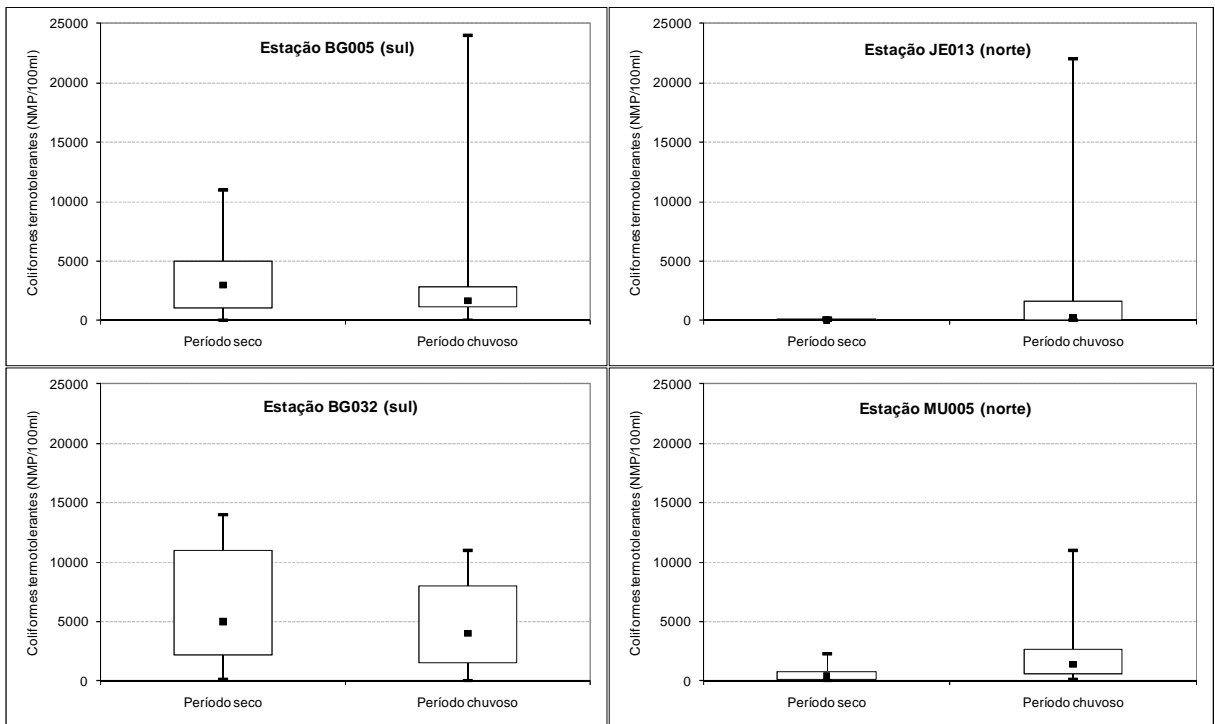 Estação BG005 (sul)
Coliformes termotolerantes (NMP/100ml)
25000
20000
15000
10000
5000
0
Período seco
Período chuvoso
Estação JE013 (norte)
Coliformes termotolerantes (NMP/100ml)
25000
20000
15000
10000
5000
0
Período seco
Período chuvoso
Estação BG032 (sul)
Coliformes termotolerantes (NMP/100ml)
25000
20000
15000
10000
5000
0
Período seco
Período chuvoso
Estação MU005 (norte)
Coliformes termotolerantes (NMP/100ml)
25000
20000
15000
10000
5000
0
Período seco
Período chuvoso